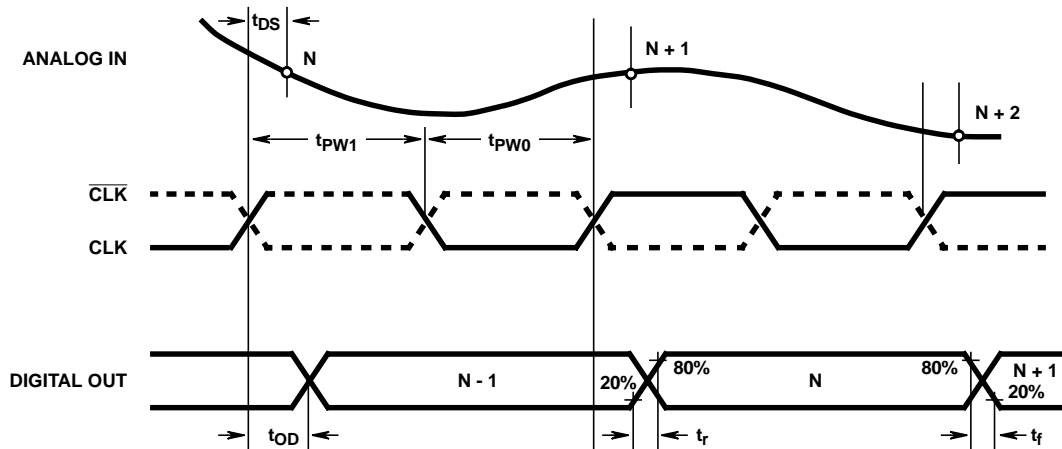 tDS
ANALOG IN
N
N + 1
N + 2
tPW1
tPW0
CLK
CLK
DIGITAL OUT
N - 1
20%
80%
N
80%
N + 1
20%
tOD
tr
tf